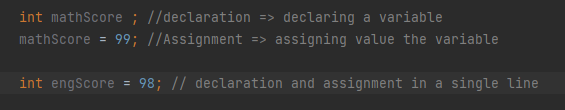 int mathScore ; //declaration => declaring a variable
mathScore = 99; //Assignment => assigning value the variable
int engScore = 98; // declaration and assignment in a single line